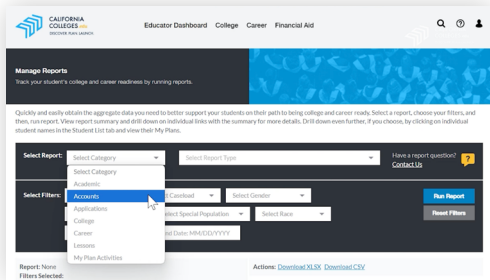 CALIFORNIA
COLLEGES.EDU
DISCOVER PLAN LAUNCH
Educator Dashboard College Career Financial Aid
Manage Reports
Track your student's college and career readiness by running reports.
Quickly and easily obtain the aggregate data you need to better support your students on their path to being college and career ready. Select a report, choose your filters, and
then, run report. View report summary and drill down on individual links with the summary for more details. Drill down even further, if you choose, by clicking on individual
student names in the Student List tab and view their My Plans.
Select Report: Select Category Select Report Type Have a report question?
Contact Us ?
Select Category
Academic
Accounts
Applications
College
Career
Lessons
My Plan Activities
Select Filters: Caseload Select Gender Run Report
Select Special Population Select Race Reset Filters
End Date: MM/DD/YYYY
Report: None
Filters Selected:
Actions: Download XLSX Download CSV